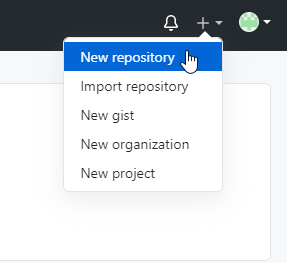 New repository
Import repository
New gist
New organization
New project